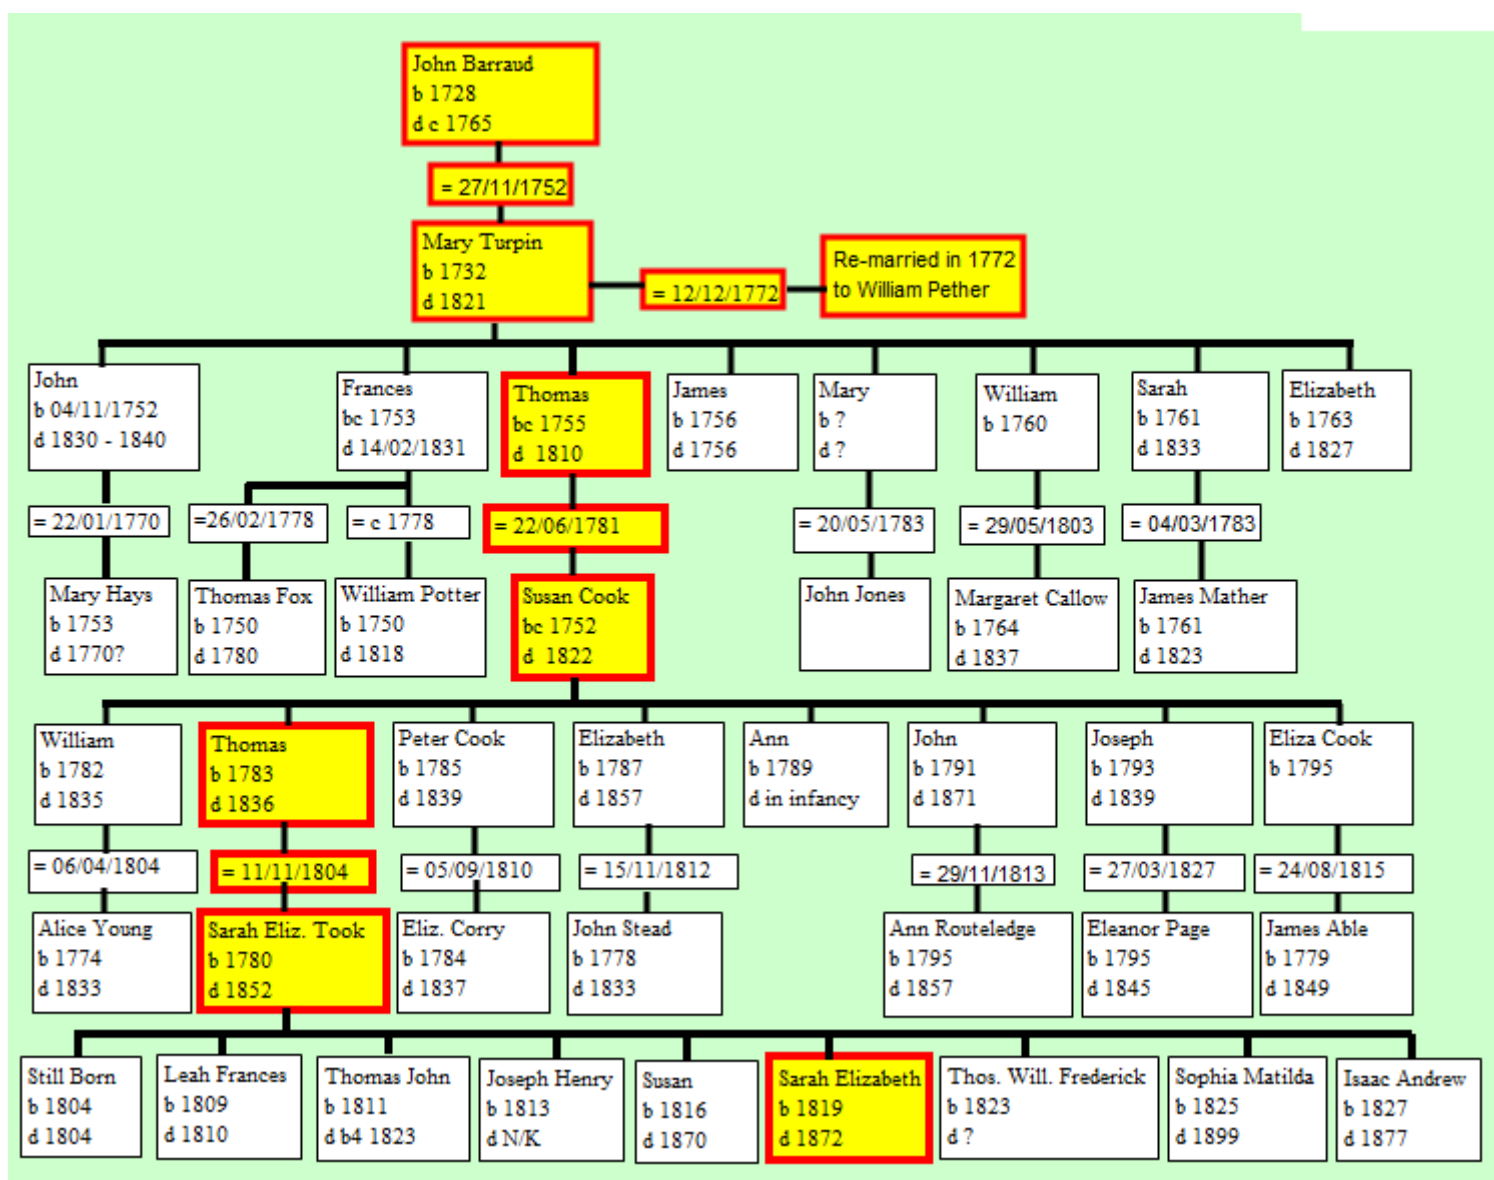 John Barraud
b 1728
d c 1765
= 27/11/1752
Mary Turpin
b 1732
d 1821
= 12/12/1772
Re-married in 1772
to William Pether
John
b 04/11/1752
d 1830 - 1840
Frances
bc 1753
d 14/02/1831
Thomas
bc 1755
d 1810
James
b 1756
d 1756
Mary
b ?
d ?
William
b 1760
Sarah
b 1761
d 1833
Elizabeth
b 1763
d 1827
= 22/01/1770
=26/02/1778
= c 1778
= 22/06/1781
= 20/05/1783
= 29/05/1803
= 04/03/1783
Mary Hays
b 1753
d 1770?
Thomas Fox
b 1750
d 1780
William Potter
b 1750
d 1818
Susan Cook
bc 1752
d 1822
John Jones
Margaret Callow
b 1764
d 1837
James Mather
b 1761
d 1823
William
b 1782
d 1835
Thomas
b 1783
d 1836
Peter Cook
b 1785
d 1839
Elizabeth
b 1787
d 1857
Ann
b 1789
d in infancy
John
b 1791
d 1871
Joseph
b 1793
d 1839
Eliza Cook
b 1795
= 06/04/1804
= 11/11/1804
= 05/09/1810
= 15/11/1812
= 29/11/1813
= 27/03/1827
= 24/08/1815
Alice Young
b 1774
d 1833
Sarah Eliz. Took
b 1780
d 1852
Eliz. Corry
b 1784
d 1837
John Stead
b 1778
d 1833
Ann Routeledge
b 1795
d 1857
Eleanor Page
b 1795
d 1845
James Able
b 1779
d 1849
Still Born
b 1804
d 1804
Leah Frances
b 1809
d 1810
Thomas John
b 1811
d b4 1823
Joseph Henry
b 1813
d N/K
Susan
b 1816
d 1870
Sarah Elizabeth
b 1819
d 1872
Thos. Will. Frederick
b 1823
d ?
Sophia Matilda
b 1825
d 1899
Isaac Andrew
b 1827
d 1877